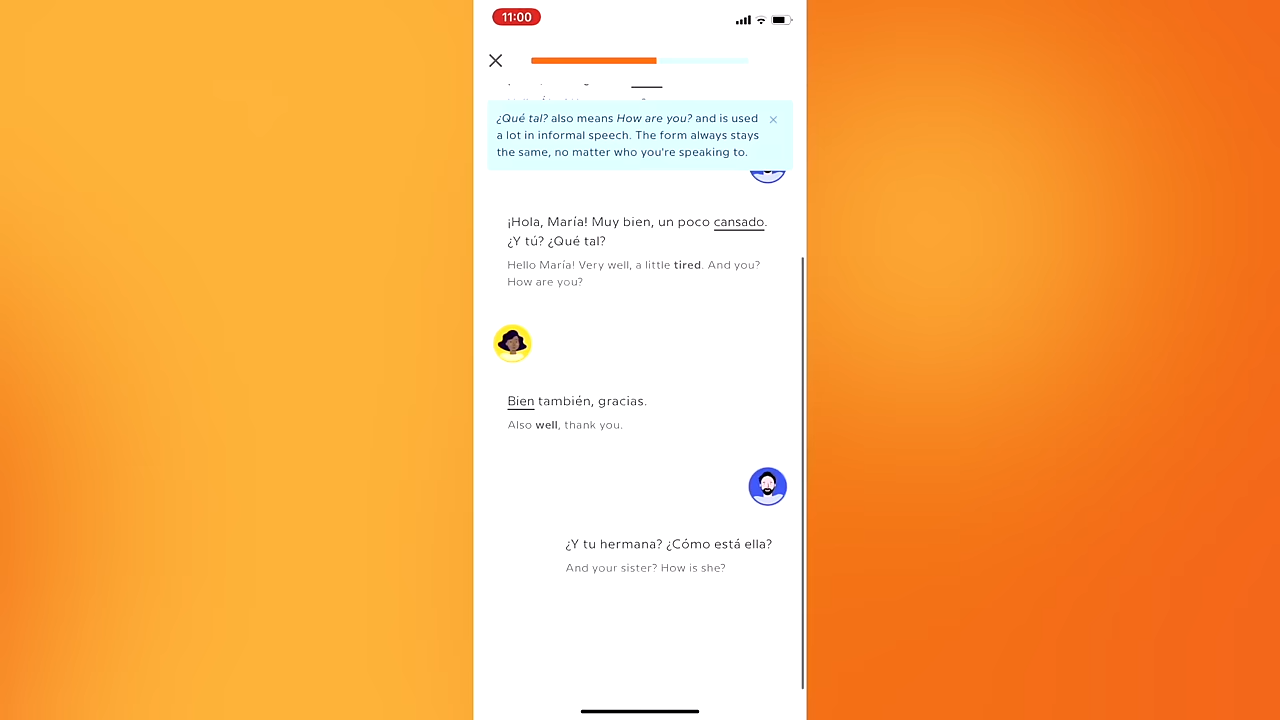 11:00
¿Qué tal? also means How are you? and is used
a lot in informal speech. The form always stays
the same, no matter who you're speaking to.
¡Hola, María! Muy bien, un poco cansado.
¿Y tú? ¿Qué tal?
Hello María! Very well, a little tired. And you?
How are you?
Bien también, gracias.
Also well, thank you.
¿Y tu hermana? ¿Cómo está ella?
And your sister? How is she?